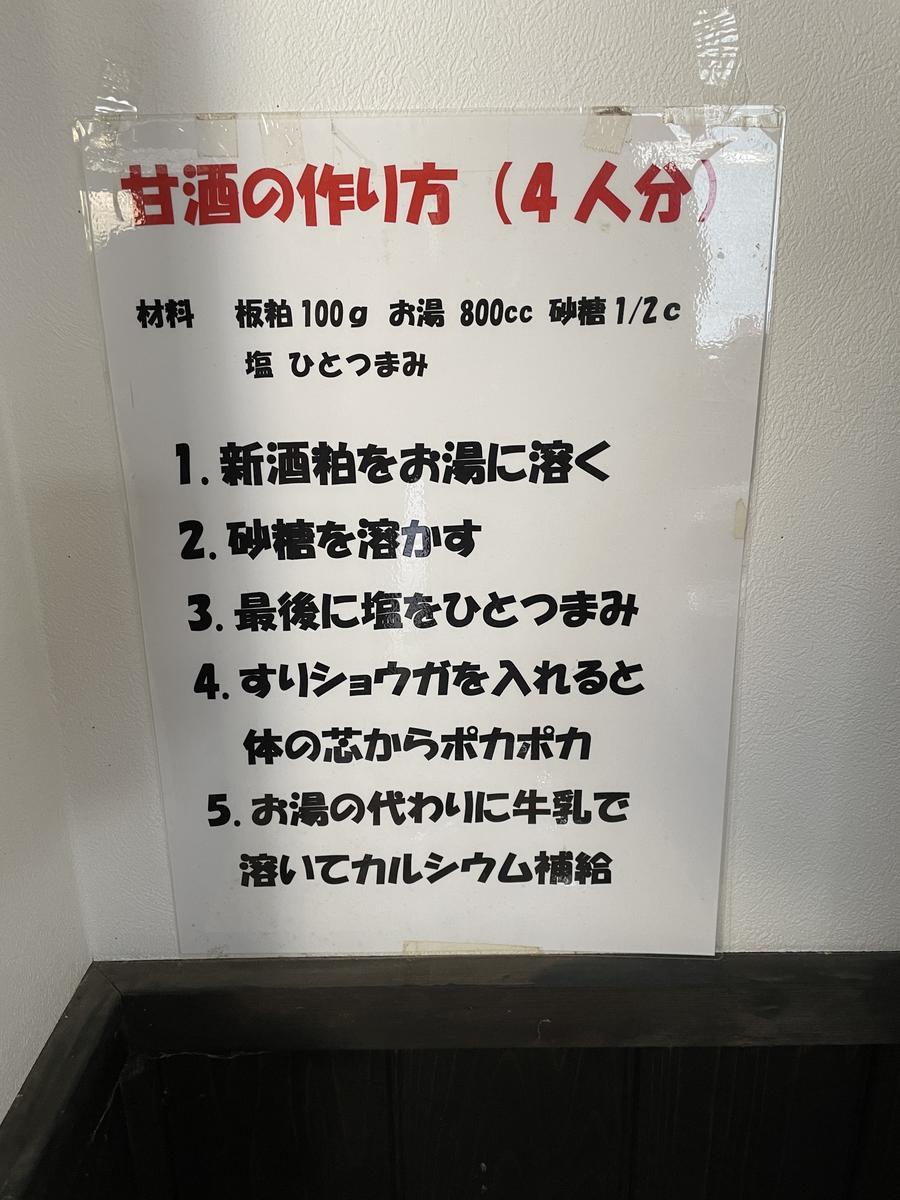 甘酒の作り方（4人分）
材料 板粕100g お湯 800cc 砂糖1/2c
塩 ひとつまみ
1. 新酒粕をお湯に溶く
2. 砂糖を溶かす
3. 最後に塩をひとつまみ
4. すりショウガを入れると
体の芯からポカポカ
5. お湯の代わりに牛乳で
溶いてカルシウム補給